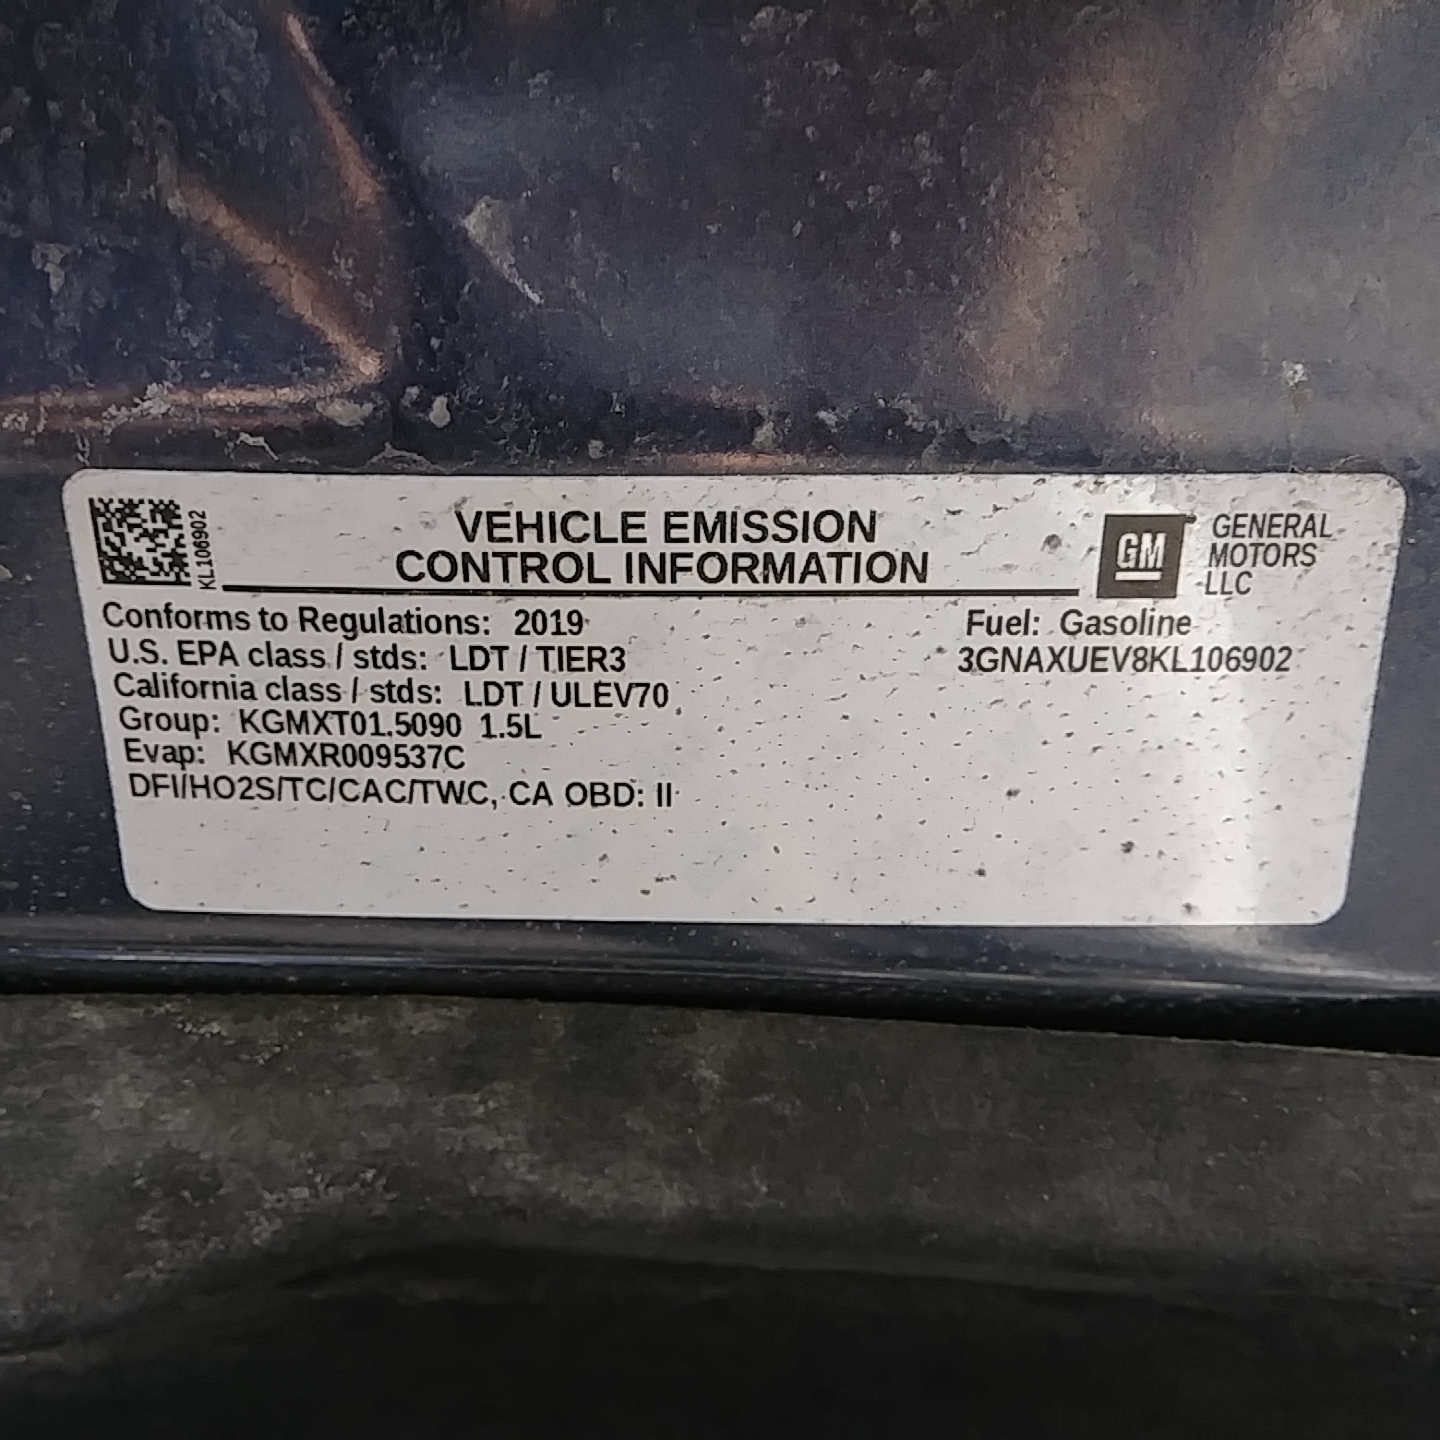 KL106902
VEHICLE EMISSION
CONTROL INFORMATION
GM
GENERAL
MOTORS
LLC
Conforms to Regulations: 2019
U.S. EPA class / stds: LDT / TIER3
California class / stds: LDT / ULEV70
Group: KGMXT01.5090 1.5L
Evap: KGMXR009537C
DFI/HO2S/TC/CAC/TWC, CA OBD: II
Fuel: Gasoline
3GNAXUEV8KL106902